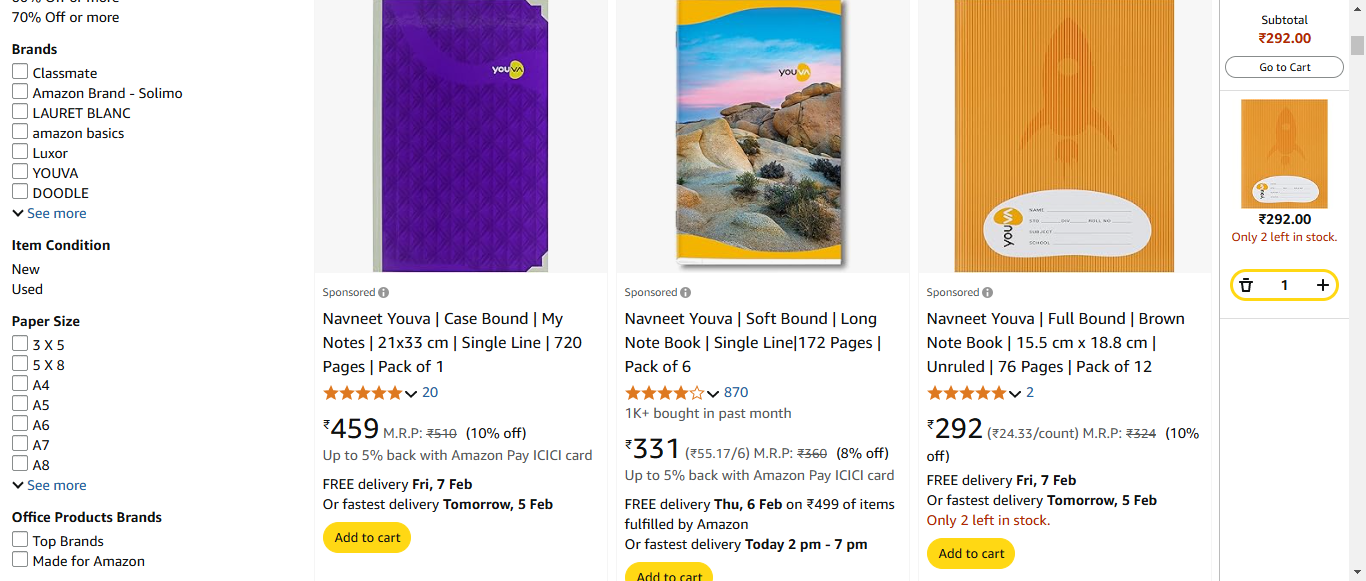 70% Off or more
Brands
Classmate
Amazon Brand - Solimo
LAURET BLANC
amazon basics
Luxor
YOUVA
DOODLE
See more
Item Condition
New
Used
Paper Size
3 X 5
5 X 8
A4
A5
A6
A7
A8
See more
Office Products Brands
Top Brands
Made for Amazon
youVA
Sponsored
Navneet Youva | Case Bound | My
Notes | 21x33 cm | Single Line | 720
Pages | Pack of 1
20
₹459 M.R.P: ₹510 (10% off)
Up to 5% back with Amazon Pay ICICI card
FREE delivery Fri, 7 Feb
Or fastest delivery Tomorrow, 5 Feb
Add to cart
youVA
Sponsored
Navneet Youva | Soft Bound | Long
Note Book | Single Line|172 Pages |
Pack of 6
870
1K+ bought in past month
₹331 (₹55.17/6) M.R.P: ₹360 (8% off)
Up to 5% back with Amazon Pay ICICI card
FREE delivery Thu, 6 Feb on ₹499 of items
fulfilled by Amazon
Or fastest delivery Today 2 pm - 7 pm
Add to cart
youVA
NAME
STD. DIV. ROLL NO
SUBJECT
SCHOOL
Sponsored
Navneet Youva | Full Bound | Brown
Note Book | 15.5 cm x 18.8 cm |
Unruled | 76 Pages | Pack of 12
2
₹292 (₹24.33/count) M.R.P: ₹324 (10%
off)
FREE delivery Fri, 7 Feb
Or fastest delivery Tomorrow, 5 Feb
Only 2 left in stock.
Add to cart
Subtotal
₹292.00
Go to Cart
₹292.00
Only 2 left in stock.
1